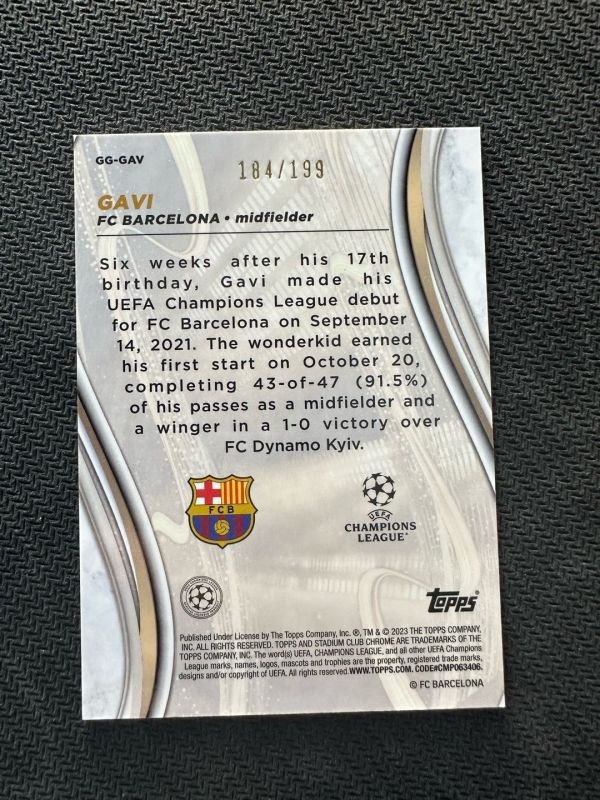 GG-GAV
184/199
GAVI
FC BARCELONA • midfielder
Six weeks after his 17th
birthday, Gavi made his
UEFA Champions League debut
for FC Barcelona on September
14, 2021. The wonderkid earned
his first start on October 20,
completing 43-of-47 (91.5%)
of his passes as a midfielder and
a winger in a 1-0 victory over
FC Dynamo Kyiv.
FCB
UEFA
CHAMPIONS
LEAGUE®
topps®
Published Under License by The Topps Company, Inc. ®, TM & © 2023 THE TOPPS COMPANY,
INC. ALL RIGHTS RESERVED. TOPPS AND STADIUM CLUB CHROME ARE TRADEMARKS OF THE
TOPPS COMPANY, INC. The word(s) UEFA, CHAMPIONS LEAGUE, and all other UEFA Champions
League marks, names, logos, mascots and trophies are the property, registered trade marks,
designs and/or copyright of UEFA. All rights reserved. WWW.TOPPS.COM. CODE#CMP063406.
© FC BARCELONA